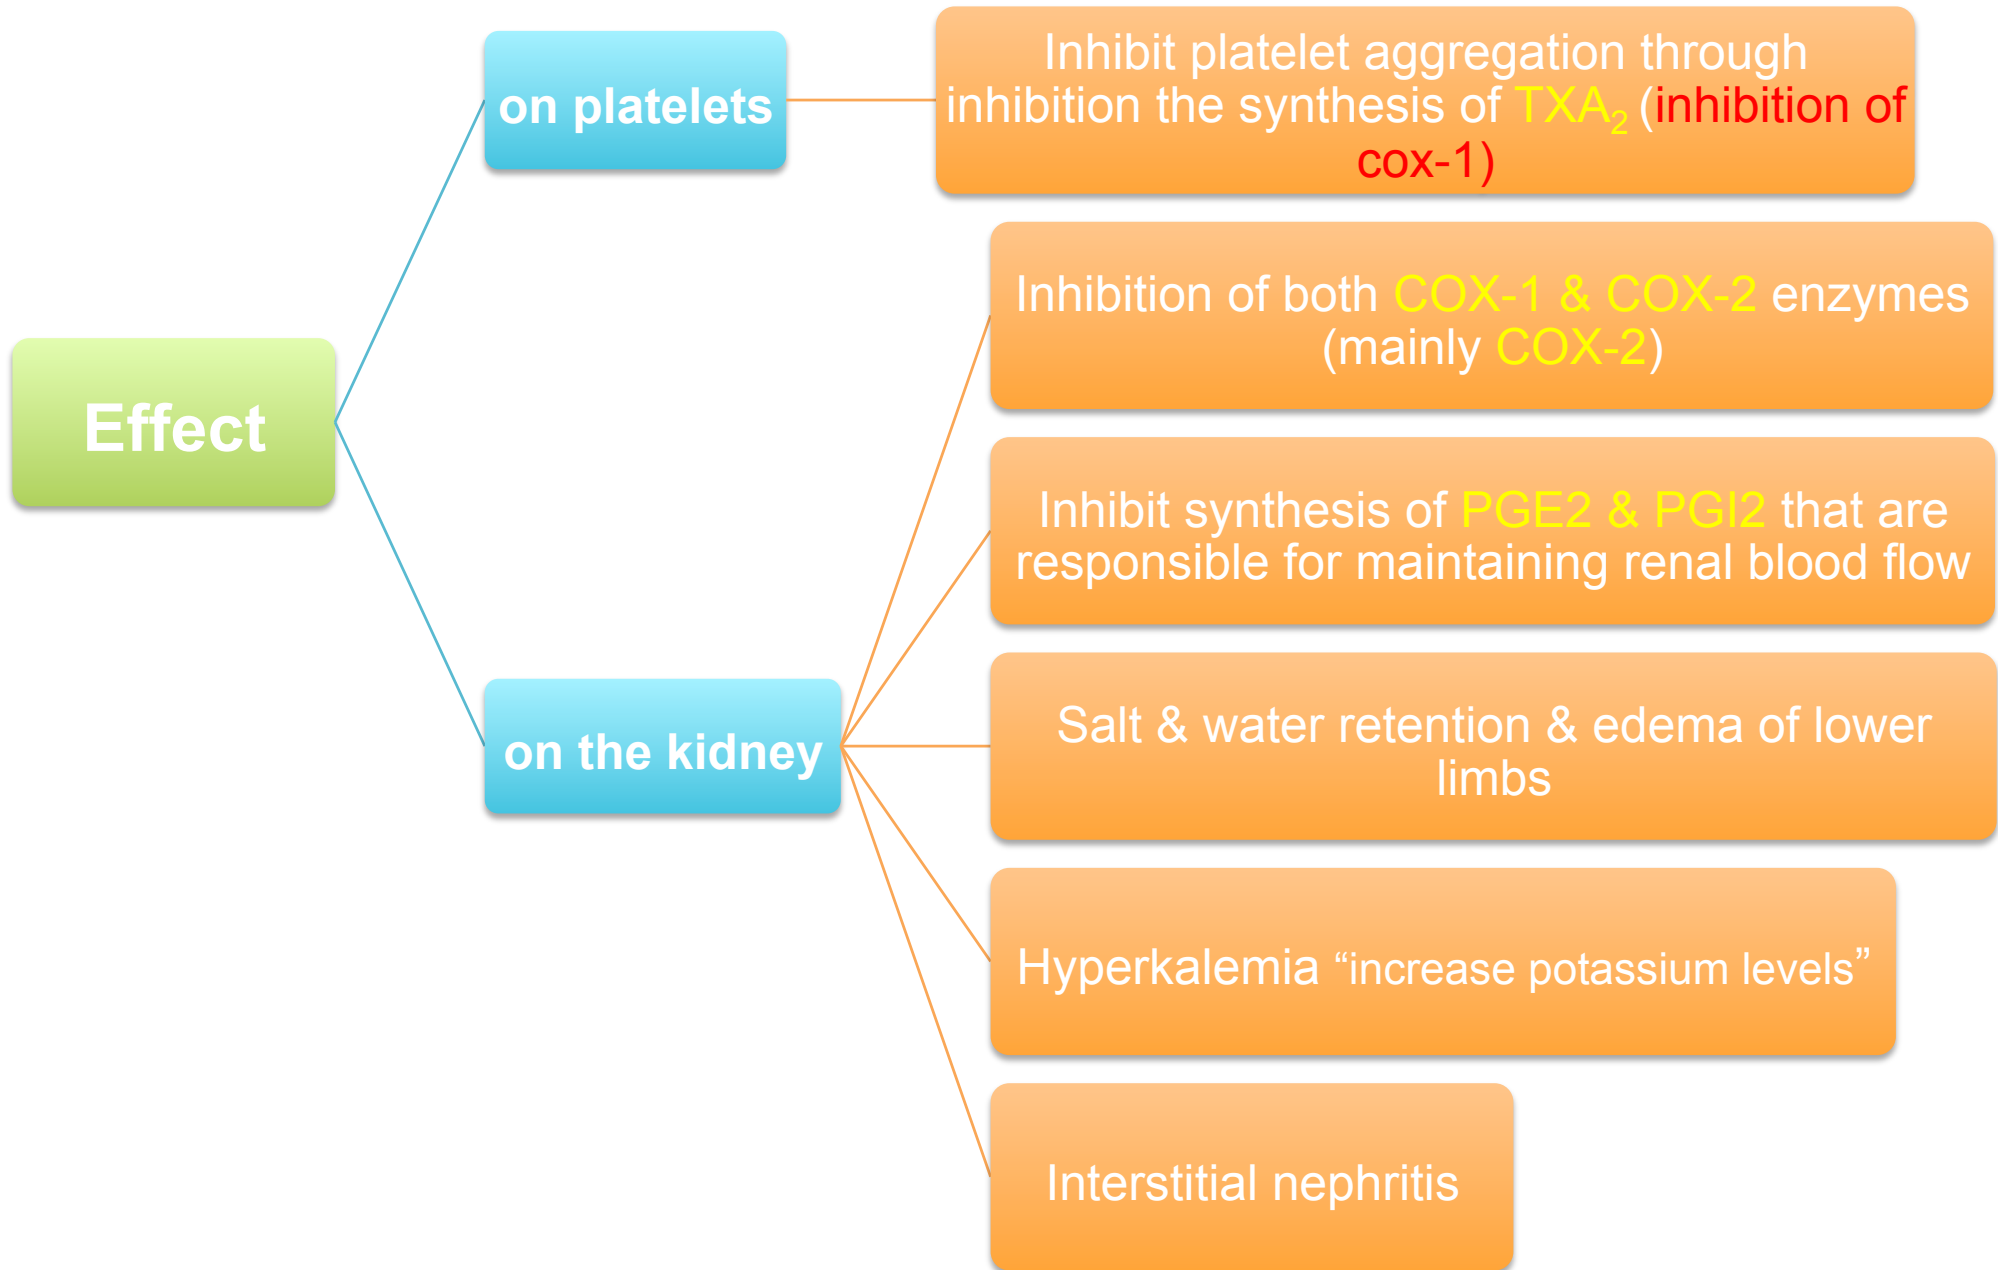 Effect
on platelets
Inhibit platelet aggregation through
inhibition the synthesis of TXA₂ (inhibition of
cox-1)
on the kidney
Inhibition of both COX-1 & COX-2 enzymes
(mainly COX-2)
Inhibit synthesis of PGE2 & PGI2 that are
responsible for maintaining renal blood flow
Salt & water retention & edema of lower
limbs
Hyperkalemia “increase potassium levels”
Interstitial nephritis